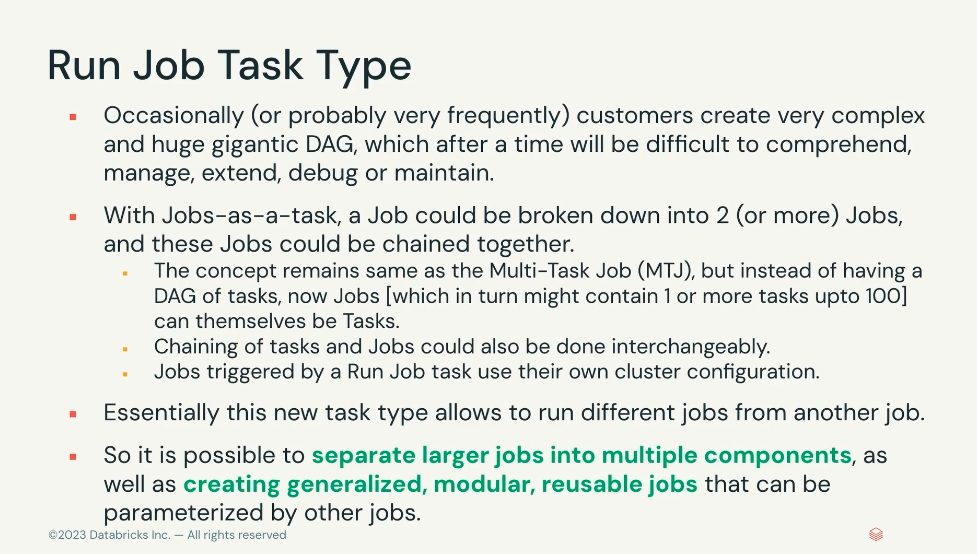 Run Job Task Type
▪ Occasionally (or probably very frequently) customers create very complex
and huge gigantic DAG, which after a time will be difficult to comprehend,
manage, extend, debug or maintain.
▪ With Jobs-as-a-task, a Job could be broken down into 2 (or more) Jobs,
and these Jobs could be chained together.
▪ The concept remains same as the Multi-Task Job (MTJ), but instead of having a
DAG of tasks, now Jobs [which in turn might contain 1 or more tasks upto 100]
can themselves be Tasks.
▪ Chaining of tasks and Jobs could also be done interchangeably.
▪ Jobs triggered by a Run Job task use their own cluster configuration.
▪ Essentially this new task type allows to run different jobs from another job.
▪ So it is possible to separate larger jobs into multiple components, as
well as creating generalized, modular, reusable jobs that can be
parameterized by other jobs.
©2023 Databricks Inc. — All rights reserved